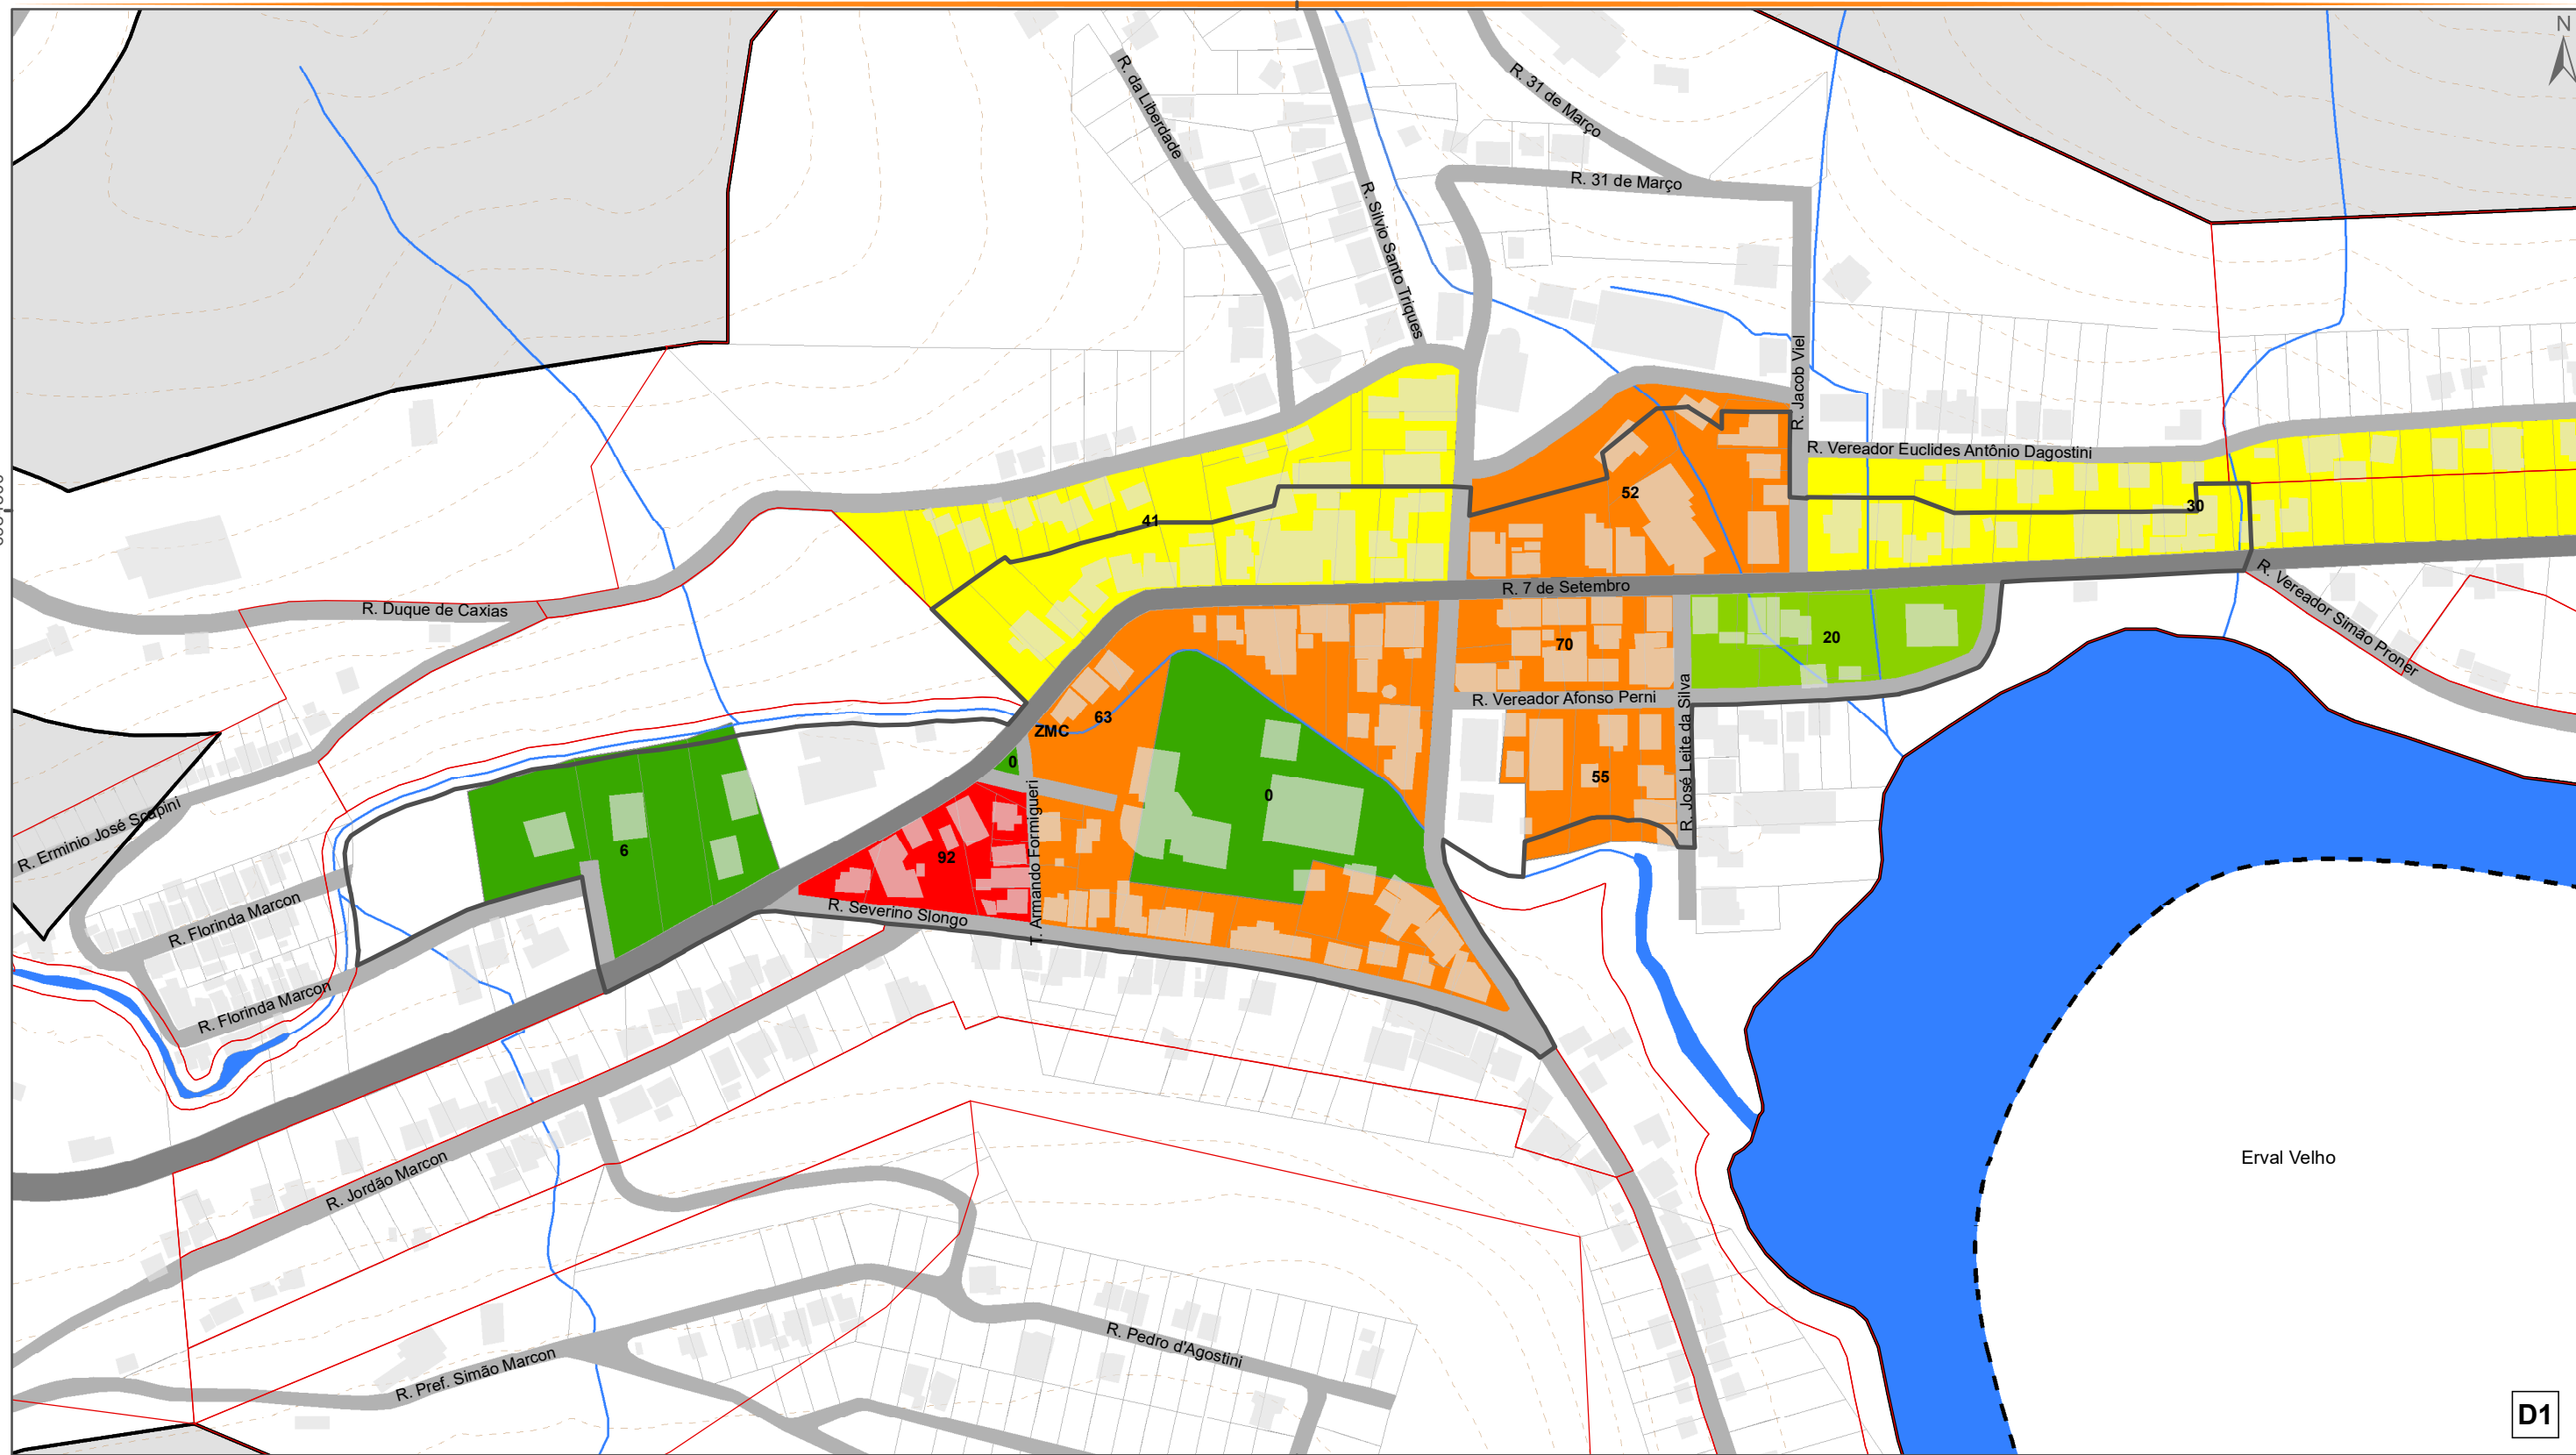 N
R. da Liberdade
R. 31 de Março
R. 31 de Março
R. Silvio Santo Triques
R. Jacob Viel
R. Vereador Euclides Antônio Dagostini
52
30
41
R. 7 de Setembro
R. Vereador Simão Proner
R. Duque de Caxias
20
70
R. Vereador Afonso Perni
R. José Leite da Silva
63
ZMC
0
0
55
T. Armando Formigueri
R. Erminio José Scapini
6
92
R. Severino Slongo
R. Florinda Marcon
R. Florinda Marcon
Erval Velho
R. Jordão Marcon
R. Pedro d'Agostini
R. Pref. Simão Marcon
D1